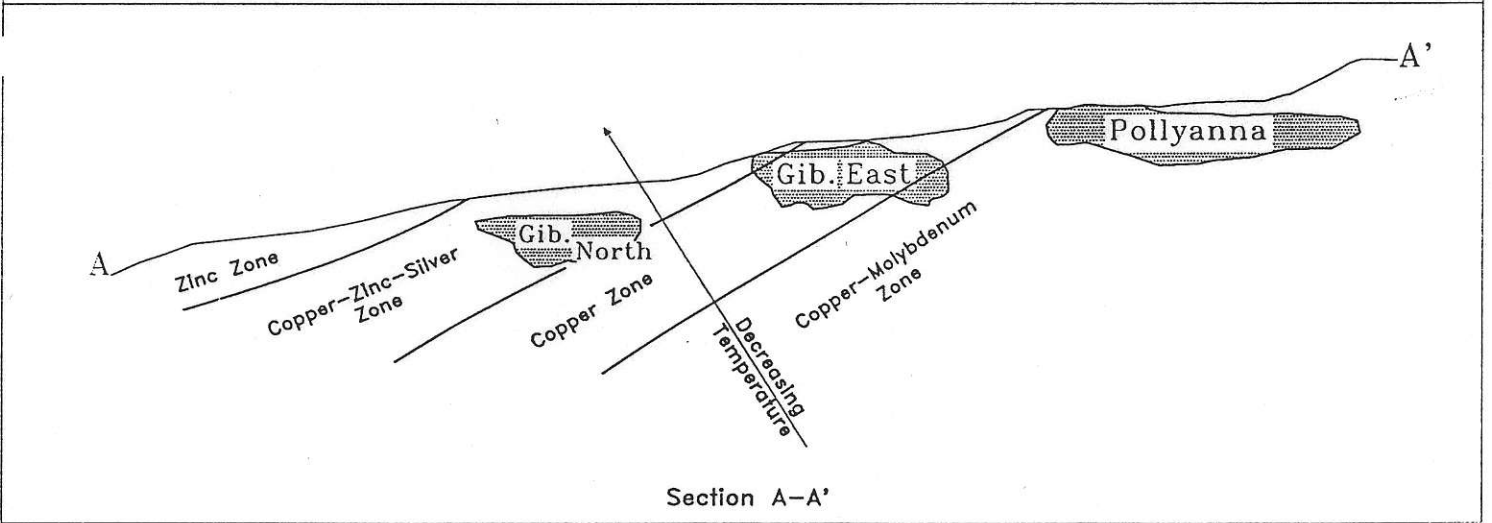 A'
Pollyanna
Gib. East
Gib.
North
A
Zinc Zone
Copper-Zinc-Silver
Zone
Copper Zone
Copper-Molybdenum
Zone
Decreasing
Temperature
Section A-A'